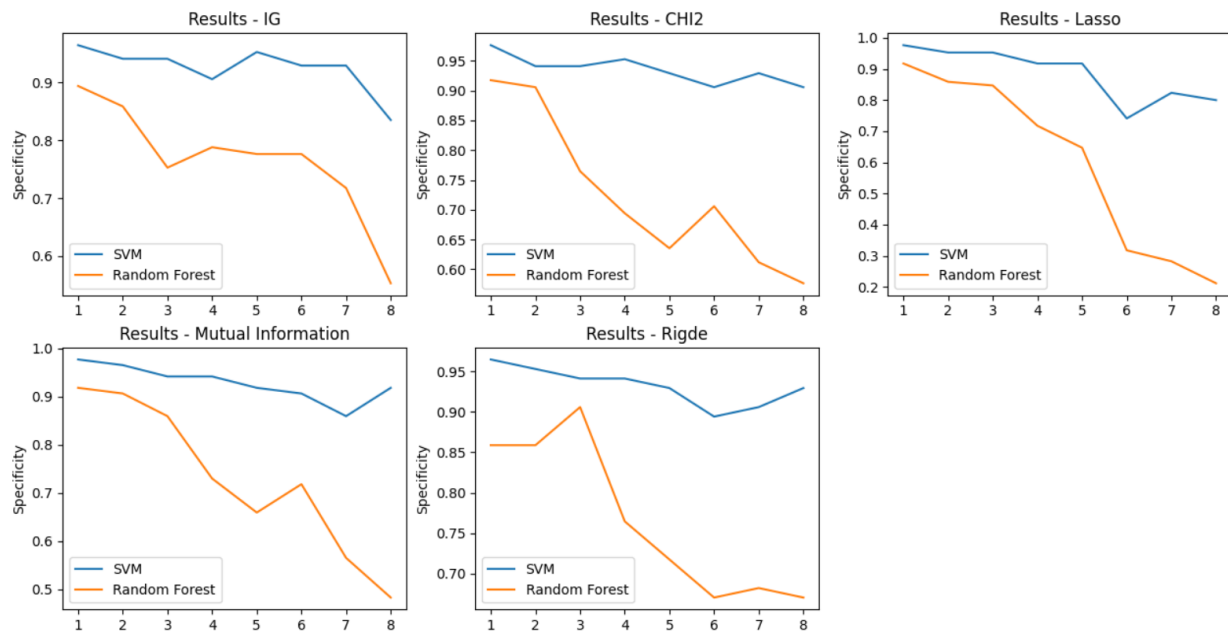 Results - IG
Specificity
0.9
0.8
0.7
0.6
SVM
Random Forest
1 2 3 4 5 6 7 8
Results - CHI2
Specificity
0.95
0.90
0.85
0.80
0.75
0.70
0.65
0.60
SVM
Random Forest
1 2 3 4 5 6 7 8
Results - Lasso
Specificity
1.0
0.9
0.8
0.7
0.6
0.5
0.4
0.3
0.2
SVM
Random Forest
1 2 3 4 5 6 7 8
Results - Mutual Information
Specificity
1.0
0.9
0.8
0.7
0.6
0.5
SVM
Random Forest
1 2 3 4 5 6 7 8
Results - Rigde
Specificity
0.95
0.90
0.85
0.80
0.75
0.70
SVM
Random Forest
1 2 3 4 5 6 7 8